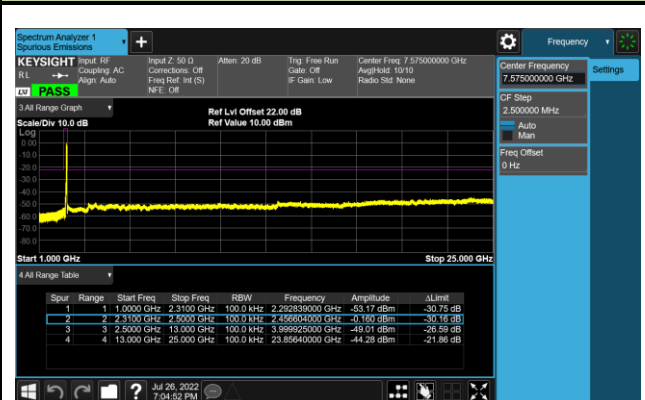 Spectrum Analyzer 1
Spurious Emissions
Frequency
KEYSIGHT Input: RF Input Z: 50 Ω Atten: 20 dB Trig: Free Run Center Freq: 7.575000000 GHz
RL Coupling: AC Corrections: Off Gate: Off Avg|Hold: 10/10
Align: Auto Freq Ref: Int (S) IF Gain: Low Radio Std: None
LXI PASS NFE: Off
Center Frequency
7.575000000 GHz
Settings
CF Step
2.500000 MHz
Auto
Man
Freq Offset
0 Hz
3 All Range Graph
Ref Lvl Offset 22.00 dB
Scale/Div 10.0 dB Ref Value 10.00 dBm
Log
0.00
-10.0
-20.0
-30.0
-40.0
-50.0
-60.0
-70.0
-80.0
Start 1.000 GHz Stop 25.000 GHz
4 All Range Table
Spur Range Start Freq Stop Freq RBW Frequency Amplitude ΔLimit
1 1 1.0000 GHz 2.3100 GHz 100.0 kHz 2.292839000 GHz -53.17 dBm -30.75 dB
2 2 2.3100 GHz 2.5000 GHz 100.0 kHz 2.456604000 GHz -0.160 dBm -30.16 dB
3 3 2.5000 GHz 13.000 GHz 100.0 kHz 3.999925000 GHz -49.01 dBm -26.59 dB
4 4 13.000 GHz 25.000 GHz 100.0 kHz 23.85640000 GHz -44.28 dBm -21.86 dB
Jul 26, 2022
7:04:52 PM